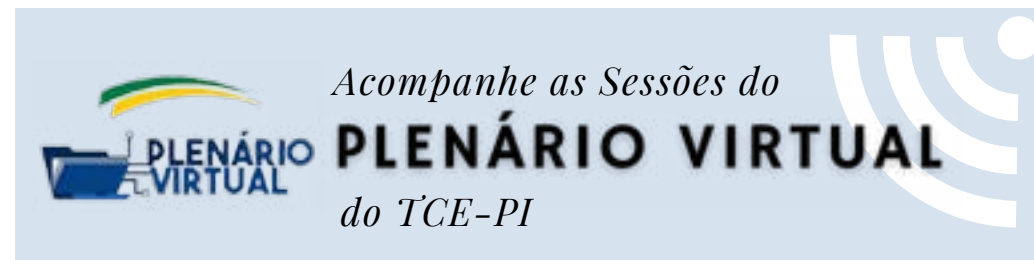 PLENÁRIO
VIRTUAL
Acompanhe as Sessões do
PLENÁRIO VIRTUAL
do TCE-PI